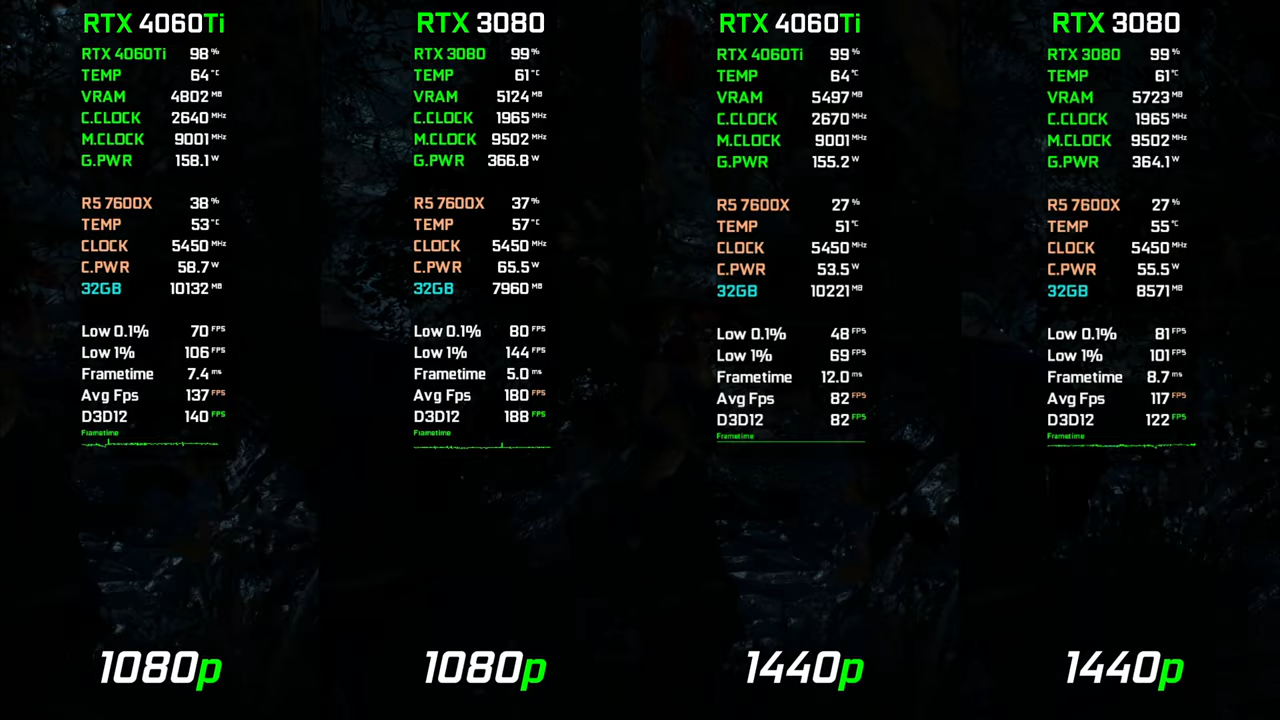 RTX 4060Ti
RTX 4060Ti 98 %
TEMP 64 °C
VRAM 4802 MB
C.CLOCK 2640 MHz
M.CLOCK 9001 MHz
G.PWR 158.1 W
R5 7600X 38 %
TEMP 53 °C
CLOCK 5450 MHz
C.PWR 58.7 W
32GB 10132 MB
Low 0.1% 70 FPS
Low 1% 106 FPS
Frametime 7.4 ms
Avg Fps 137 FPS
D3D12 140 FPS
Frametime
1080p
RTX 3080
RTX 3080 99 %
TEMP 61 °C
VRAM 5124 MB
C.CLOCK 1965 MHz
M.CLOCK 9502 MHz
G.PWR 366.8 W
R5 7600X 37 %
TEMP 57 °C
CLOCK 5450 MHz
C.PWR 65.5 W
32GB 7960 MB
Low 0.1% 80 FPS
Low 1% 144 FPS
Frametime 5.0 ms
Avg Fps 180 FPS
D3D12 188 FPS
Frametime
1080p
RTX 4060Ti
RTX 4060Ti 99 %
TEMP 64 °C
VRAM 5497 MB
C.CLOCK 2670 MHz
M.CLOCK 9001 MHz
G.PWR 155.2 W
R5 7600X 27 %
TEMP 51 °C
CLOCK 5450 MHz
C.PWR 53.5 W
32GB 10221 MB
Low 0.1% 48 FPS
Low 1% 69 FPS
Frametime 12.0 ms
Avg Fps 82 FPS
D3D12 82 FPS
Frametime
1440p
RTX 3080
RTX 3080 99 %
TEMP 61 °C
VRAM 5723 MB
C.CLOCK 1965 MHz
M.CLOCK 9502 MHz
G.PWR 364.1 W
R5 7600X 27 %
TEMP 55 °C
CLOCK 5450 MHz
C.PWR 55.5 W
32GB 8571 MB
Low 0.1% 81 FPS
Low 1% 101 FPS
Frametime 8.7 ms
Avg Fps 117 FPS
D3D12 122 FPS
Frametime
1440p